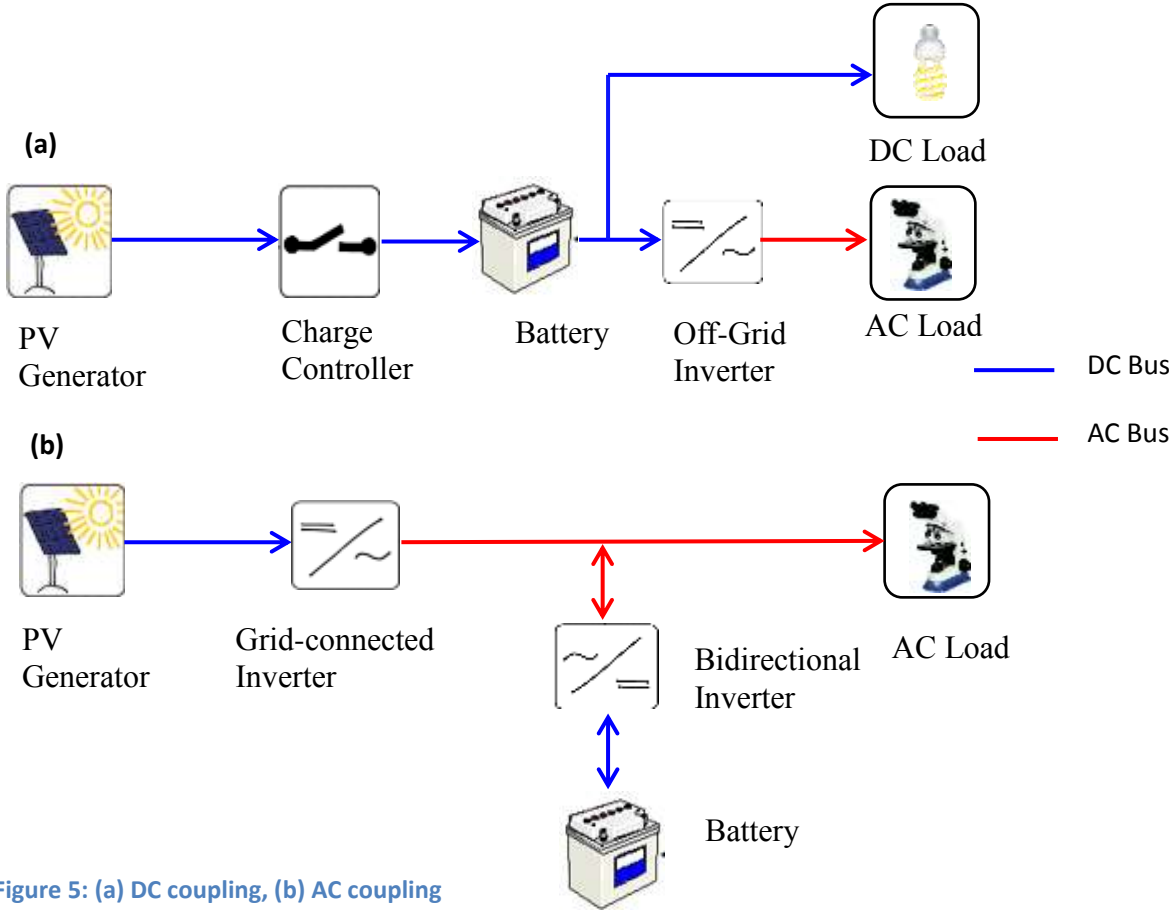 (a)
DC Load
PV
Generator
Charge
Controller
Battery
Off-Grid
Inverter
AC Load
DC Bus
AC Bus
(b)
PV
Generator
Grid-connected
Inverter
Bidirectional
Inverter
AC Load
Battery
Figure 5: (a) DC coupling, (b) AC coupling